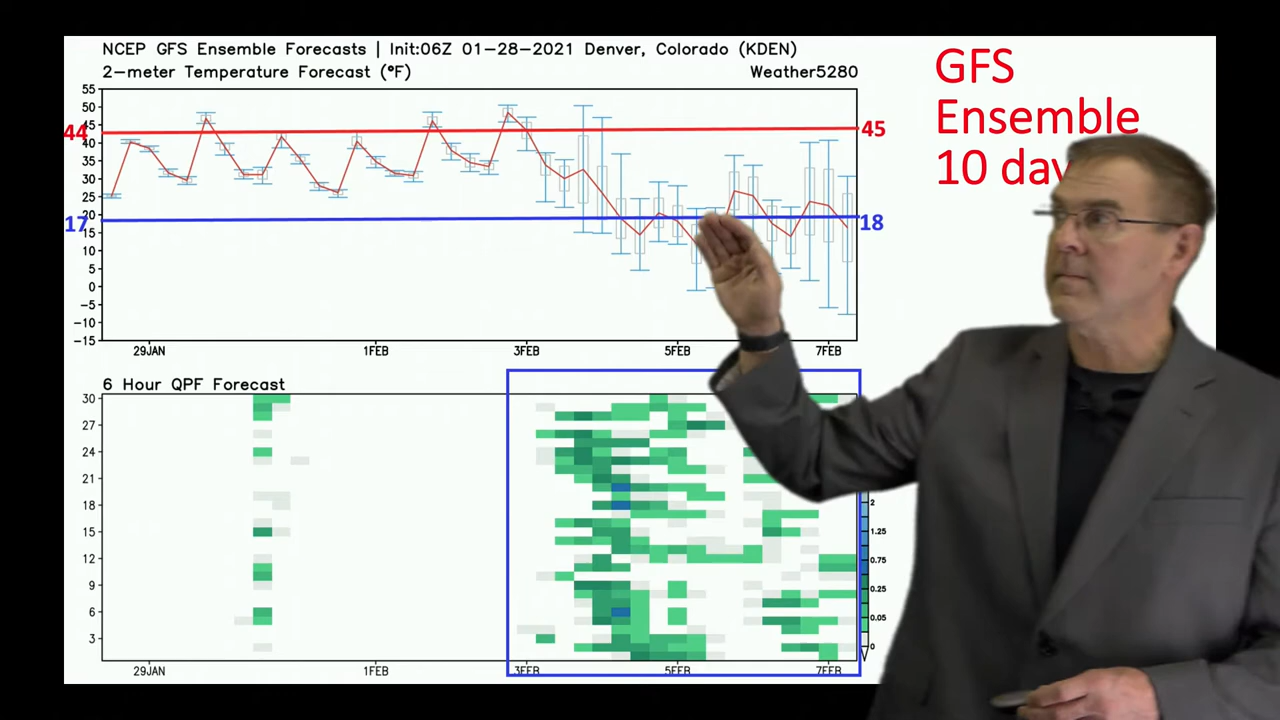 NCEP GFS Ensemble Forecasts | Init:06Z 01-28-2021 Denver, Colorado (KDEN)
2-meter Temperature Forecast (°F)
Weather5280
GFS
Ensemble
10 day
55
50
45
40
35
30
25
20
15
10
5
0
-5
-10
-15
44
45
17
18
29JAN
1FEB
3FEB
5FEB
7FEB
6 Hour QPF Forecast
30
27
24
21
18
15
12
9
6
3
2
1.25
0.75
0.25
0.05
0
29JAN
1FEB
3FEB
5FEB
7FEB